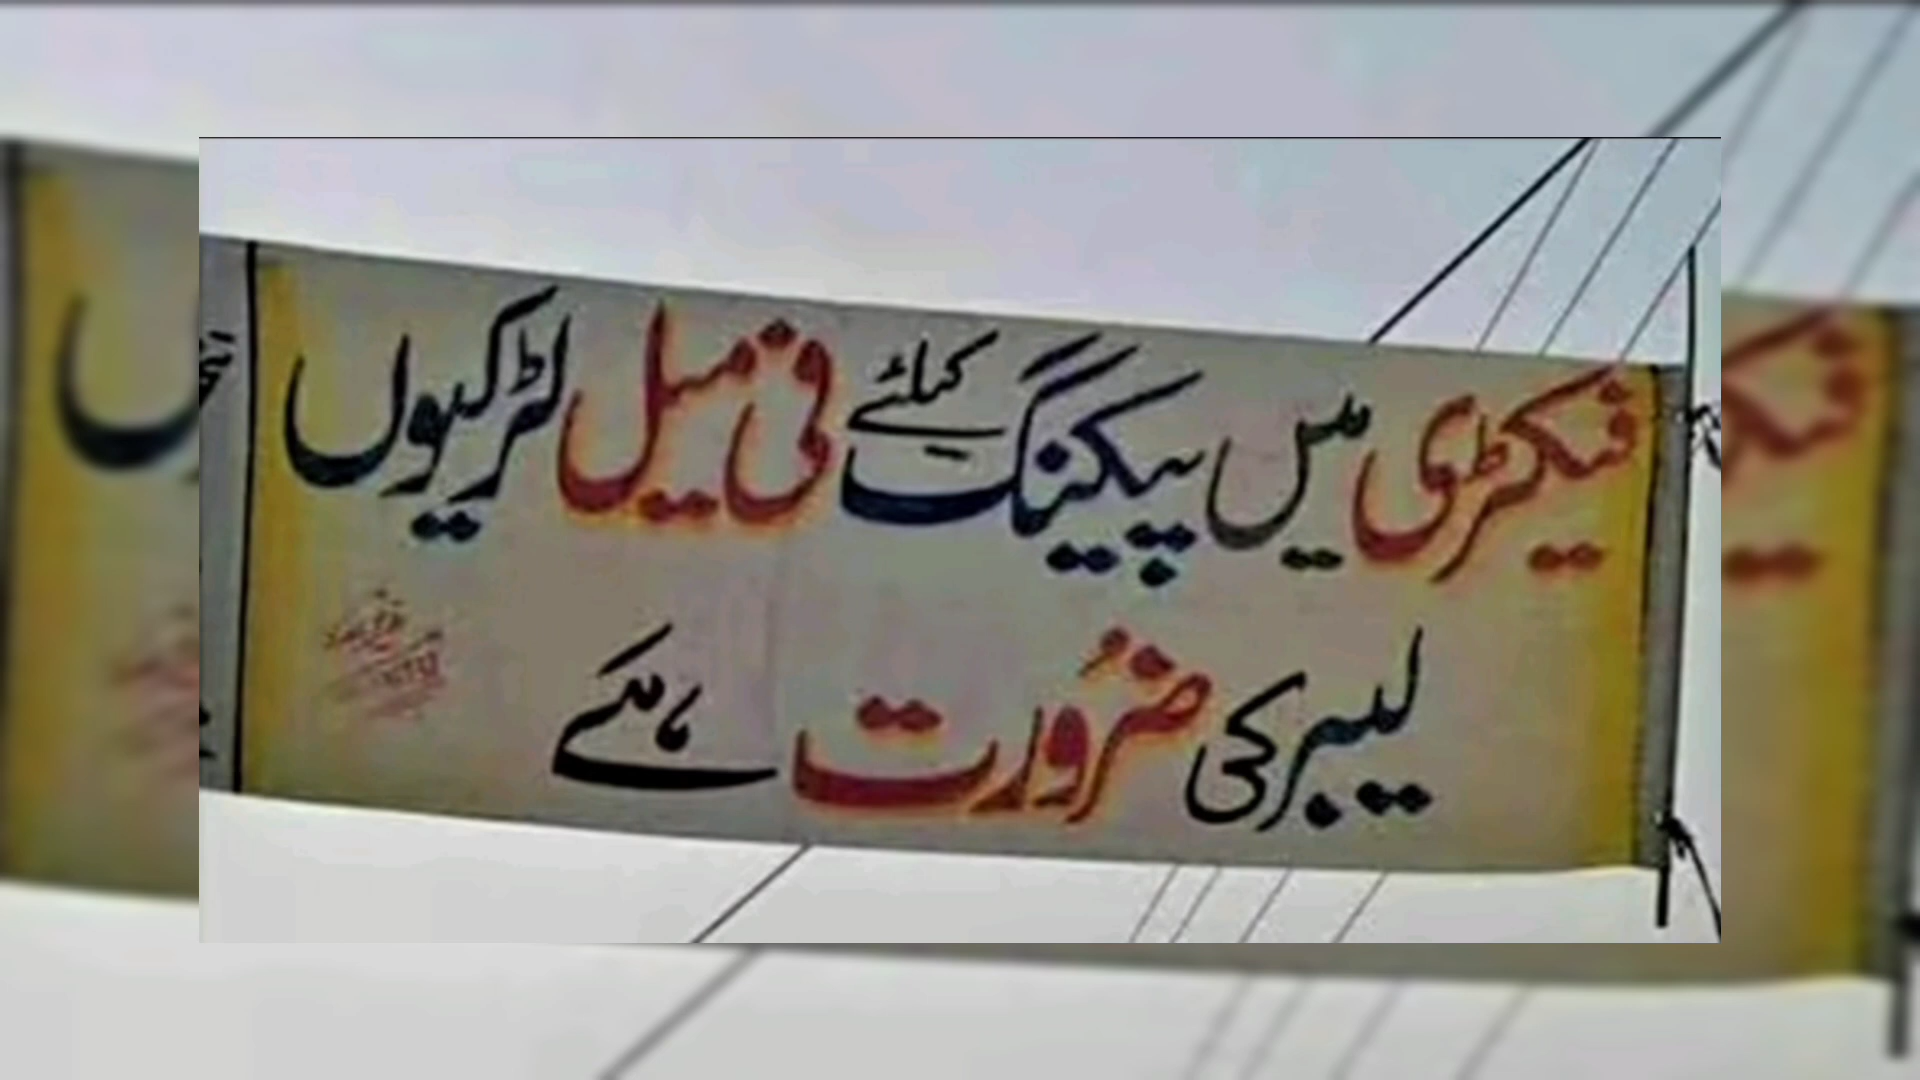 فیکٹری میں پیکینگ کیلئے فی میل لڑکیوں
لیبر کی ضرورت ہے